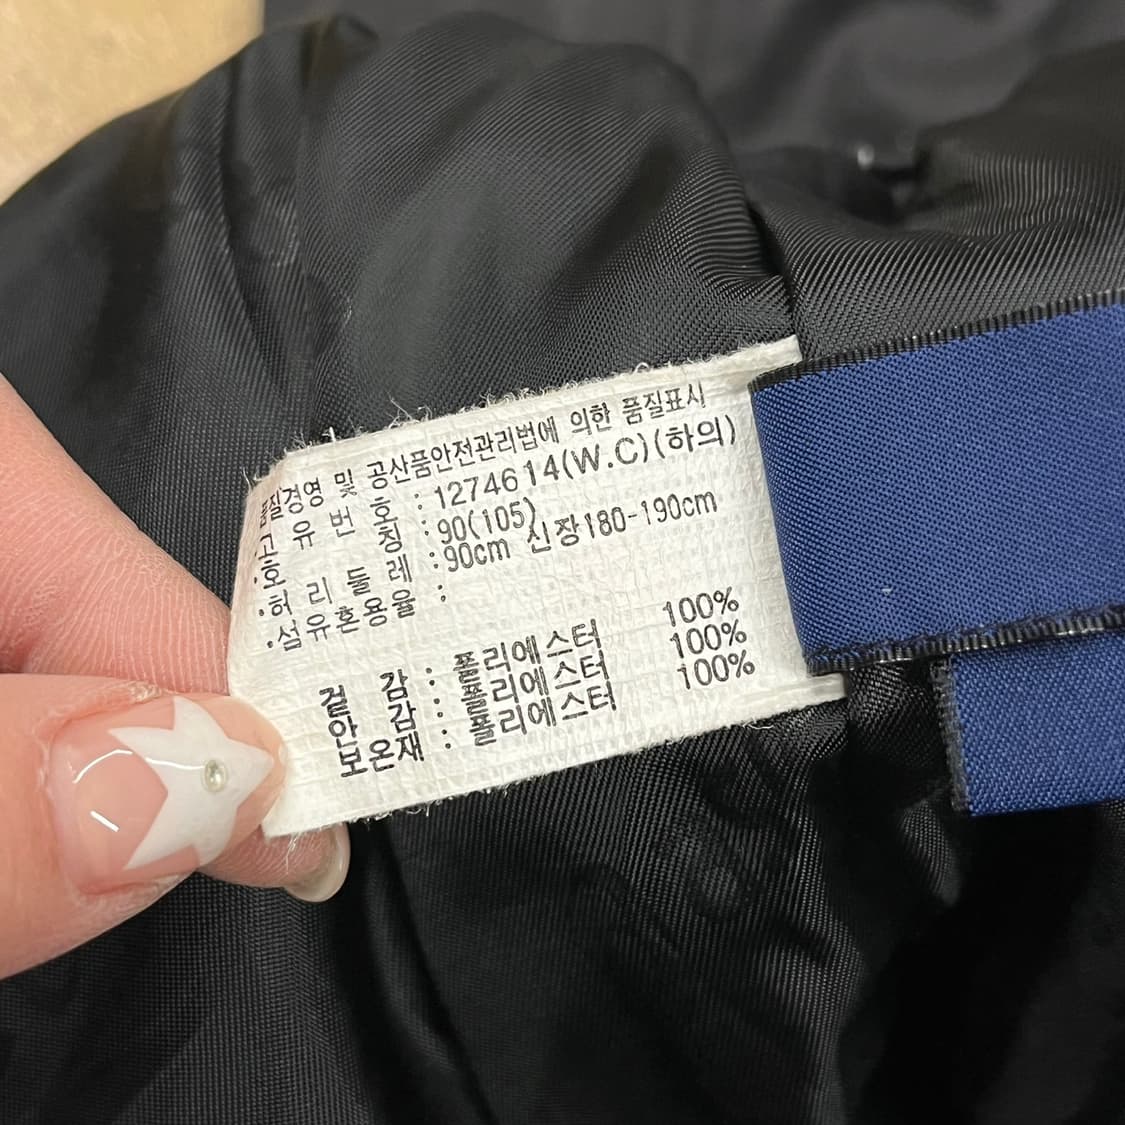 품질경영 및 공산품안전관리법에 의한 품질표시
·고유번호 : 1274614(W.C)(하의)
·호칭 : 90(105)
·허리둘레 : 90cm 신장180-190cm
·섬유혼용율 :
겉감 : 폴리에스터 100%
안감 : 폴리에스터 100%
보온재 : 폴리에스터 100%